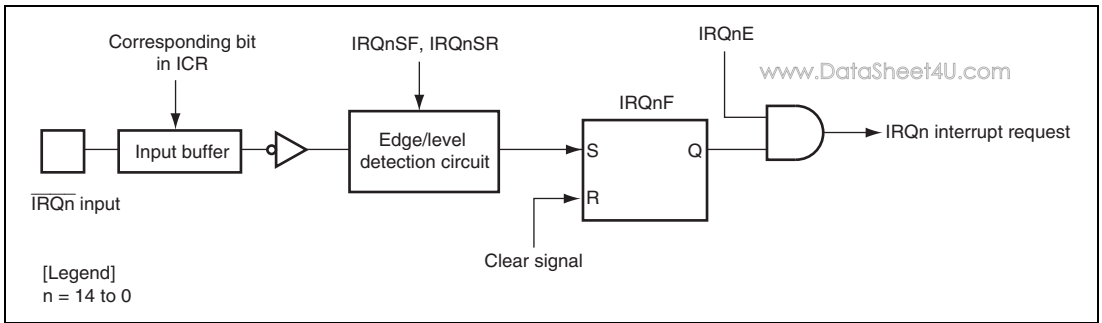 Corresponding bit
in ICR
IRQnSF, IRQnSR
IRQnE
www.DataSheet4U.com
IRQnF
Input buffer
Edge/level
detection circuit
S
Q
R
IRQn interrupt request
I̅R̅Q̅n̅ input
Clear signal
[Legend]
n = 14 to 0